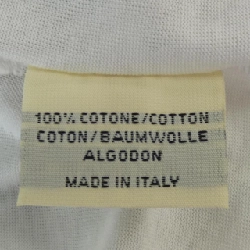 100% COTONE/COTTON
COTON/BAUMWOLLE
ALGODON
MADE IN ITALY